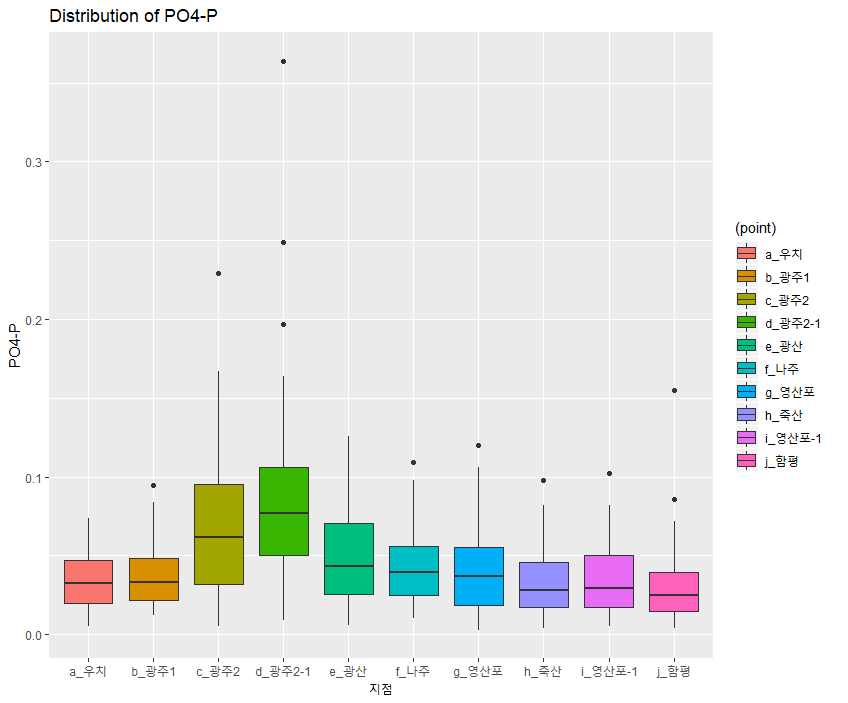 Distribution of PO4-P
PO4-P
0.3
0.2
0.1
0.0
a_우치 b_광주1 c_광주2 d_광주2-1 e_광산 f_나주 g_영산포 h_죽산 i_영산포-1 j_함평
지점
(point)
a_우치
b_광주1
c_광주2
d_광주2-1
e_광산
f_나주
g_영산포
h_죽산
i_영산포-1
j_함평